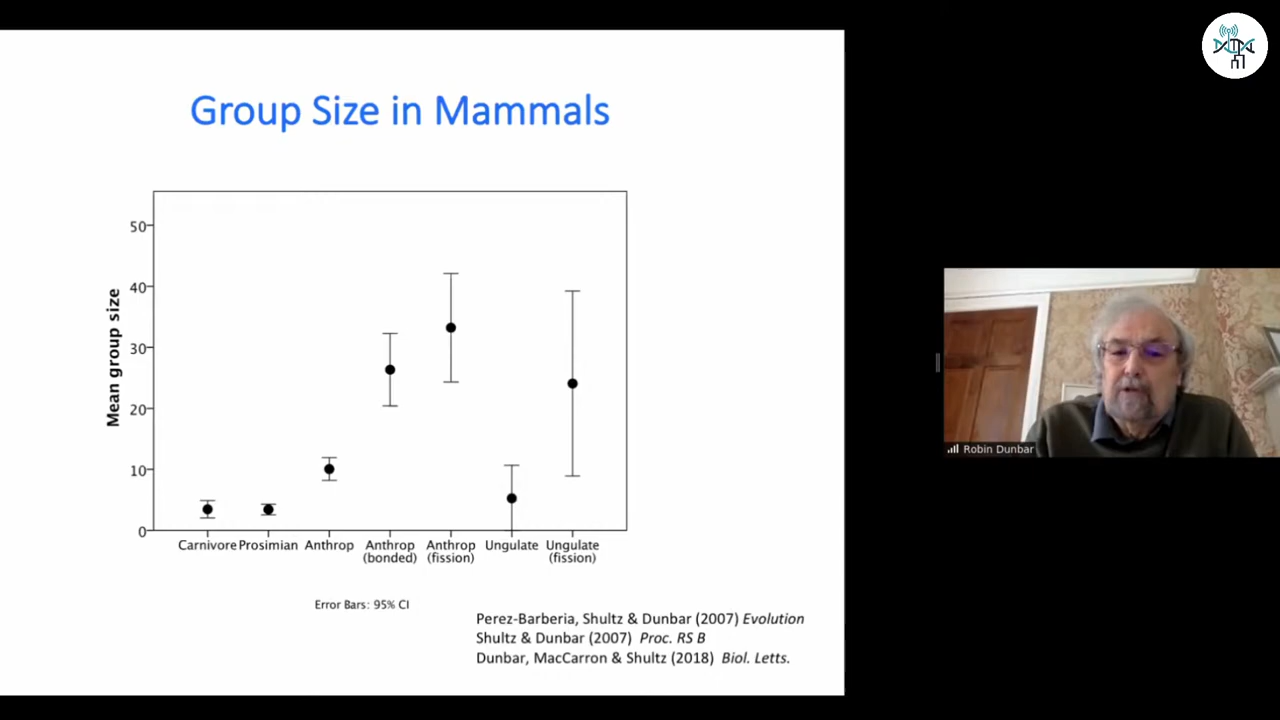 Group Size in Mammals
Mean group size
50
40
30
20
10
0
Carnivore Prosimian Anthrop Anthrop Anthrop Ungulate Ungulate
(bonded) (fission) (fission)
Error Bars: 95% CI
Perez-Barberia, Shultz & Dunbar (2007) Evolution
Shultz & Dunbar (2007) Proc. RS B
Dunbar, MacCarron & Shultz (2018) Biol. Letts.
Robin Dunbar